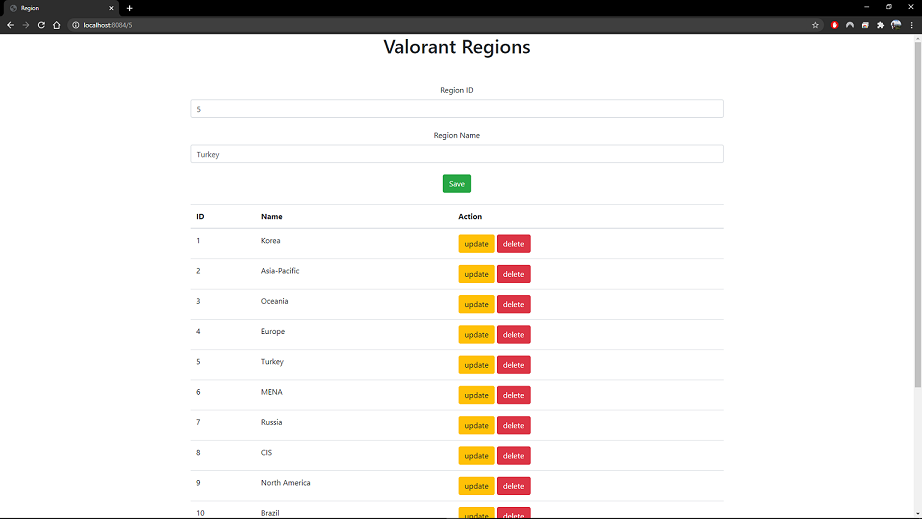 Region
localhost:8084/5
Valorant Regions
Region ID
5
Region Name
Turkey
Save
ID Name Action
1 Korea update delete
2 Asia-Pacific update delete
3 Oceania update delete
4 Europe update delete
5 Turkey update delete
6 MENA update delete
7 Russia update delete
8 CIS update delete
9 North America update delete
10 Brazil update delete